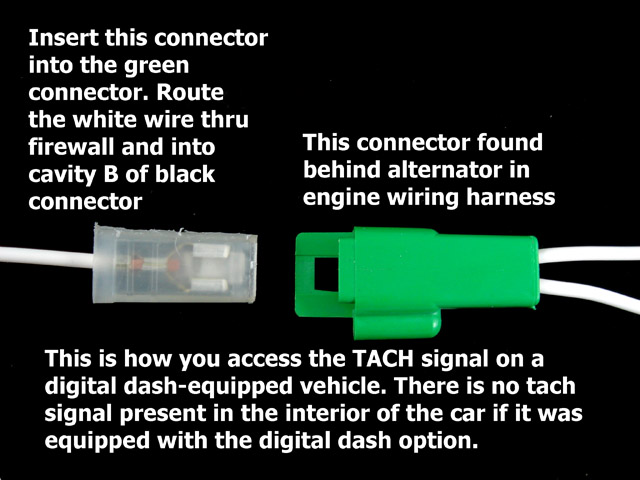 Insert this connector
into the green
connector. Route
the white wire thru
firewall and into
cavity B of black
connector
This connector found
behind alternator in
engine wiring harness
This is how you access the TACH signal on a
digital dash-equipped vehicle. There is no tach
signal present in the interior of the car if it was
equipped with the digital dash option.